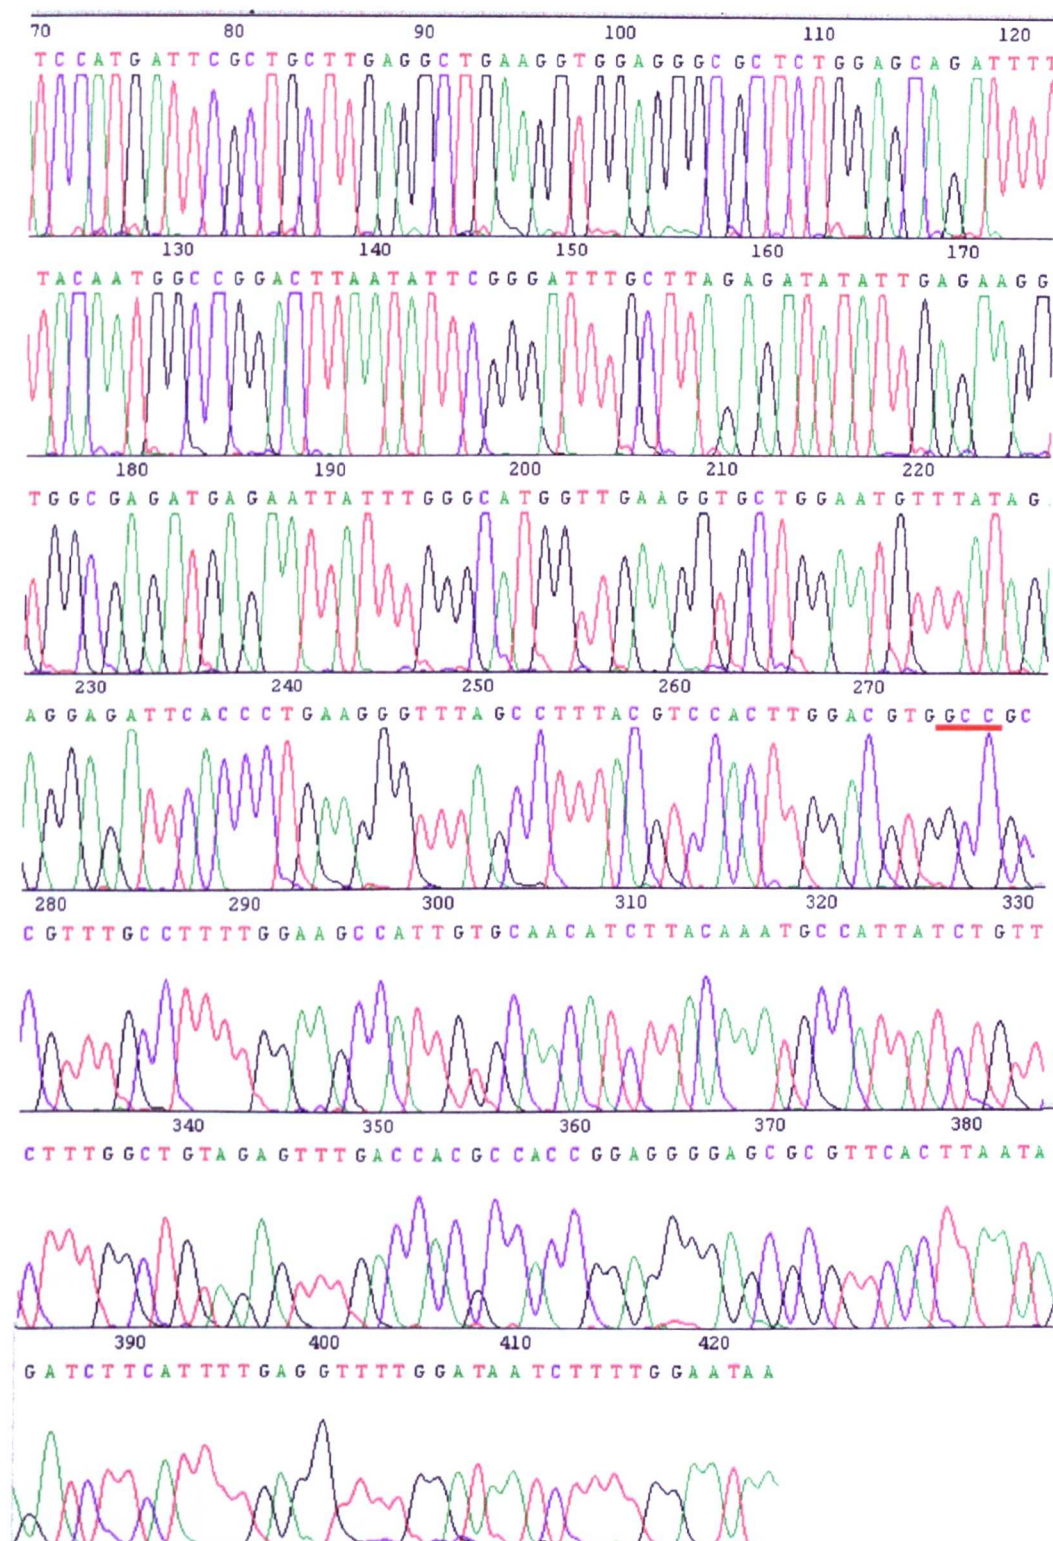 70 80 90 100 110 120
TCCATGATTCGCTGCTTGAGGCTGAAGGTGGAGGGCGCTCTGGAGCAGATTTT
130 140 150 160 170
TACAATGGCCGGACTTAATATTCGGGATTTGCTTAGAGATATATTGAGAAGG
180 190 200 210 220
TGGCGAGATGAGAATTATTTGGGCATGGTTGAAGGTGCTGGAATGTTTATAG
230 240 250 260 270
AGGAGATTCACCCTGAAGGGTTTAGCCTTTACGTCCACTTGGACGTGGCCGC
280 290 300 310 320 330
CGTTTGCCTTTTGGAAGCCATTGTGCAACATCTTACAAATGCCATTATCTGTT
340 350 360 370 380
CTTTGGCTGTAGAGTTTGACCACGCCACCGGAGGGGAGCGCGTTCACTTAATA
390 400 410 420
GATCTTCATTTTGAGGTTTTGGATAATCTTTTGGAATAA